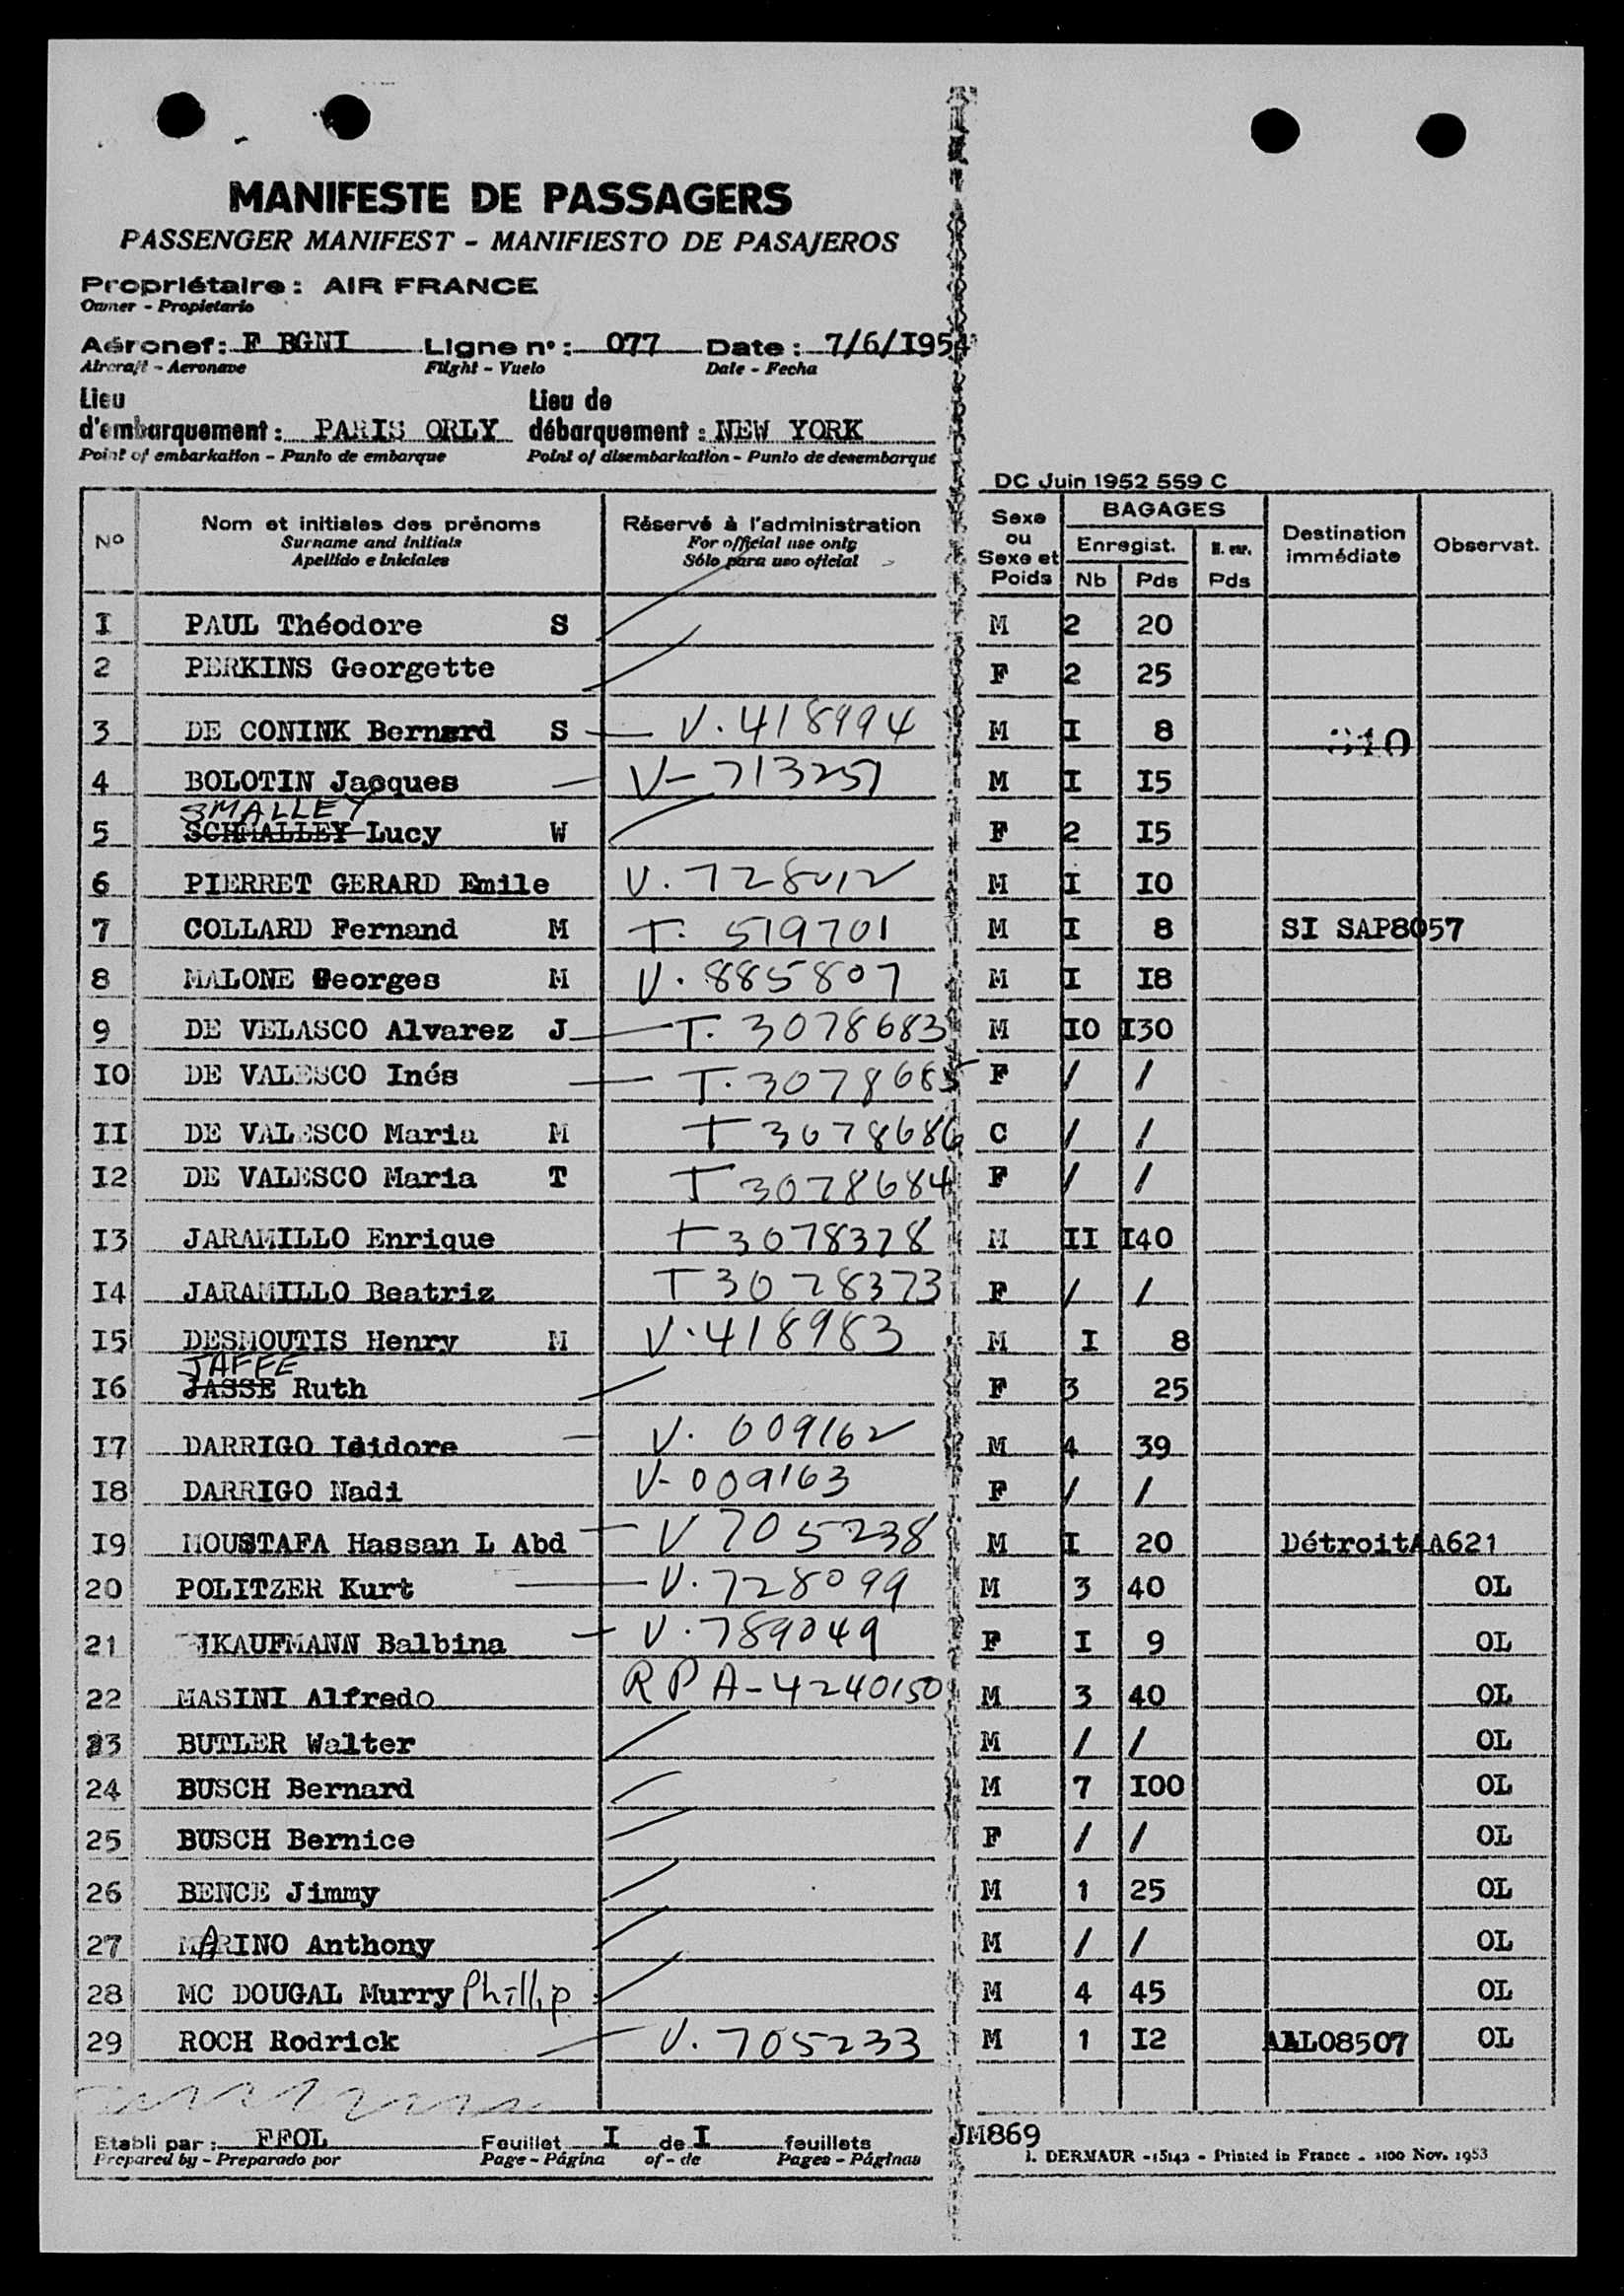 MANIFESTE DE PASSAGERS
PASSENGER MANIFEST - MANIFIESTO DE PASAJEROS
Propriétaire : AIR FRANCE
Owner - Propietario
Aéronef : F BGNI Ligne n° : 077 Date : 7/6/I954
Aircraft - Aeronave Flight - Vuelo Date - Fecha
Lieu Lieu de
d'embarquement : PARIS ORLY débarquement : NEW YORK
Point of embarkation - Punto de embarque Point of disembarkation - Punto de desembarque
DC Juin 1952 559 C
N° Nom et initiales des prénoms Réservé à l'administration Sexe ou Sexe et Poids BAGAGES Destination immédiate Observat.
Surname and initials For official use only Enregist.
Apellido e iniciales Sólo para uso oficial Nb Pds Pds
I PAUL Théodore S M 2 20
2 PERKINS Georgette F 2 25
3 DE CONINK Bernard S V. 418994 M I 8 310
4 BOLOTIN Jacques V-713251 M I I5
SMALLEY
5 SCHMALLEY Lucy W F 2 I5
6 PIERRET GERARD Emile V. 728012 M I I0
7 COLLARD Fernand M T. 519701 M I 8 SI SAP8057
8 MALONE Georges M V. 885807 M I I8
9 DE VELASCO Alvarez J T. 3078683 M IO I30
IO DE VALESCO Inés T. 3078685 F / /
II DE VALESCO Maria M T 3078686 C / /
I2 DE VALESCO Maria T T 3078684 F / /
I3 JARAMILLO Enrique T 3078378 M II I40
I4 JARAMILLO Beatriz T 3078373 F / /
I5 DESMOUTIS Henry M V. 418983 M I 8
JAFFE
I6 JASSE Ruth F 3 25
I7 DARRIGO Isidore V. 009162 M 4 39
I8 DARRIGO Nadi V-009163 F / /
I9 MOUSTAFA Hassan L Abd V 705238 M I 20 DétroitAA621
20 POLITZER Kurt V. 728099 M 3 40 OL
21 KAUFMANN Balbina V. 789049 F I 9 OL
22 MASINI Alfredo RP A-4240150 M 3 40 OL
23 BUTLER Walter M / / OL
24 BUSCH Bernard M 7 I00 OL
25 BUSCH Bernice F / / OL
26 BENCE Jimmy M 1 25 OL
27 MARINO Anthony M / / OL
28 MC DOUGAL Murry Phillip M 4 45 OL
29 ROCH Rodrick V. 705233 M 1 I2 AAL08507 OL
Etabli par : FFOL Feuillet I de I feuillets JM869
Prepared by - Preparado por Page - Página of - de Pages - Páginas I. DERMAUR - 15142 - Printed in France - 2100 Nov. 1953